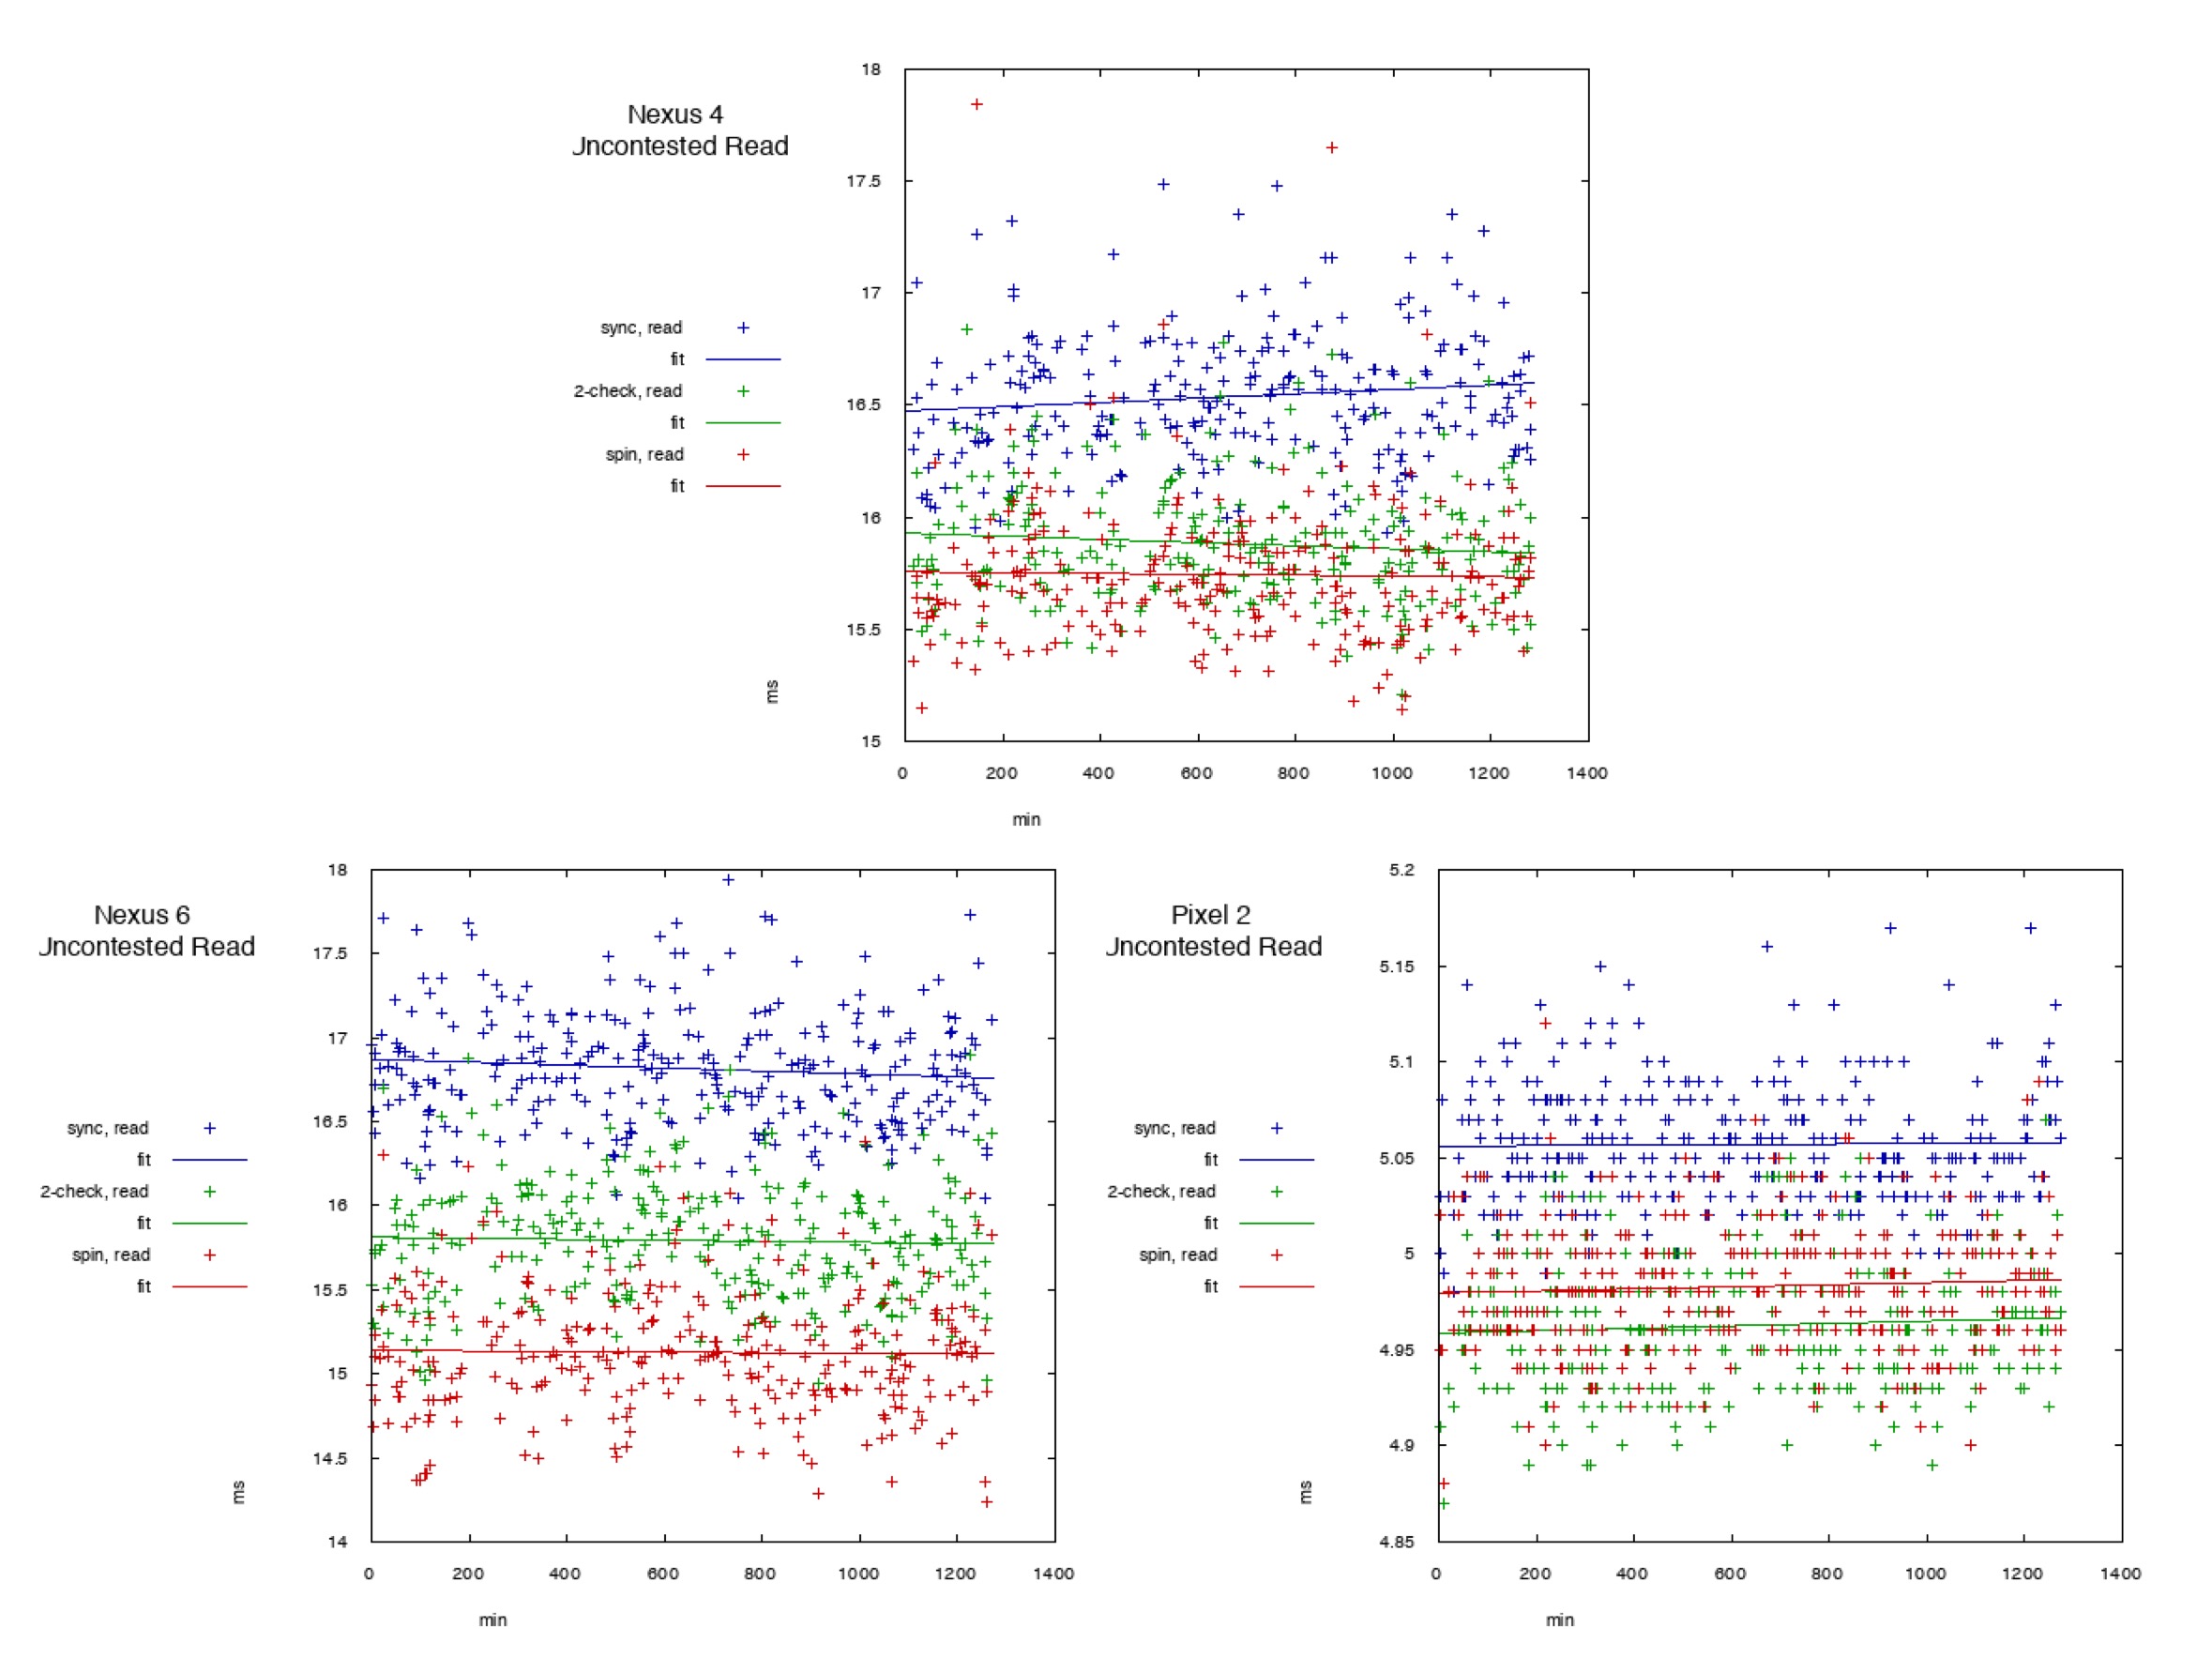 Nexus 4
Jncontested Read
sync, read
fit
2-check, read
fit
spin, read
fit
18
17.5
17
16.5
16
15.5
15
ms
0 200 400 600 800 1000 1200 1400
min
Nexus 6
Jncontested Read
sync, read
fit
2-check, read
fit
spin, read
fit
18
17.5
17
16.5
16
15.5
15
14.5
14
ms
0 200 400 600 800 1000 1200 1400
min
Pixel 2
Jncontested Read
sync, read
fit
2-check, read
fit
spin, read
fit
5.2
5.15
5.1
5.05
5
4.95
4.9
4.85
ms
0 200 400 600 800 1000 1200 1400
min